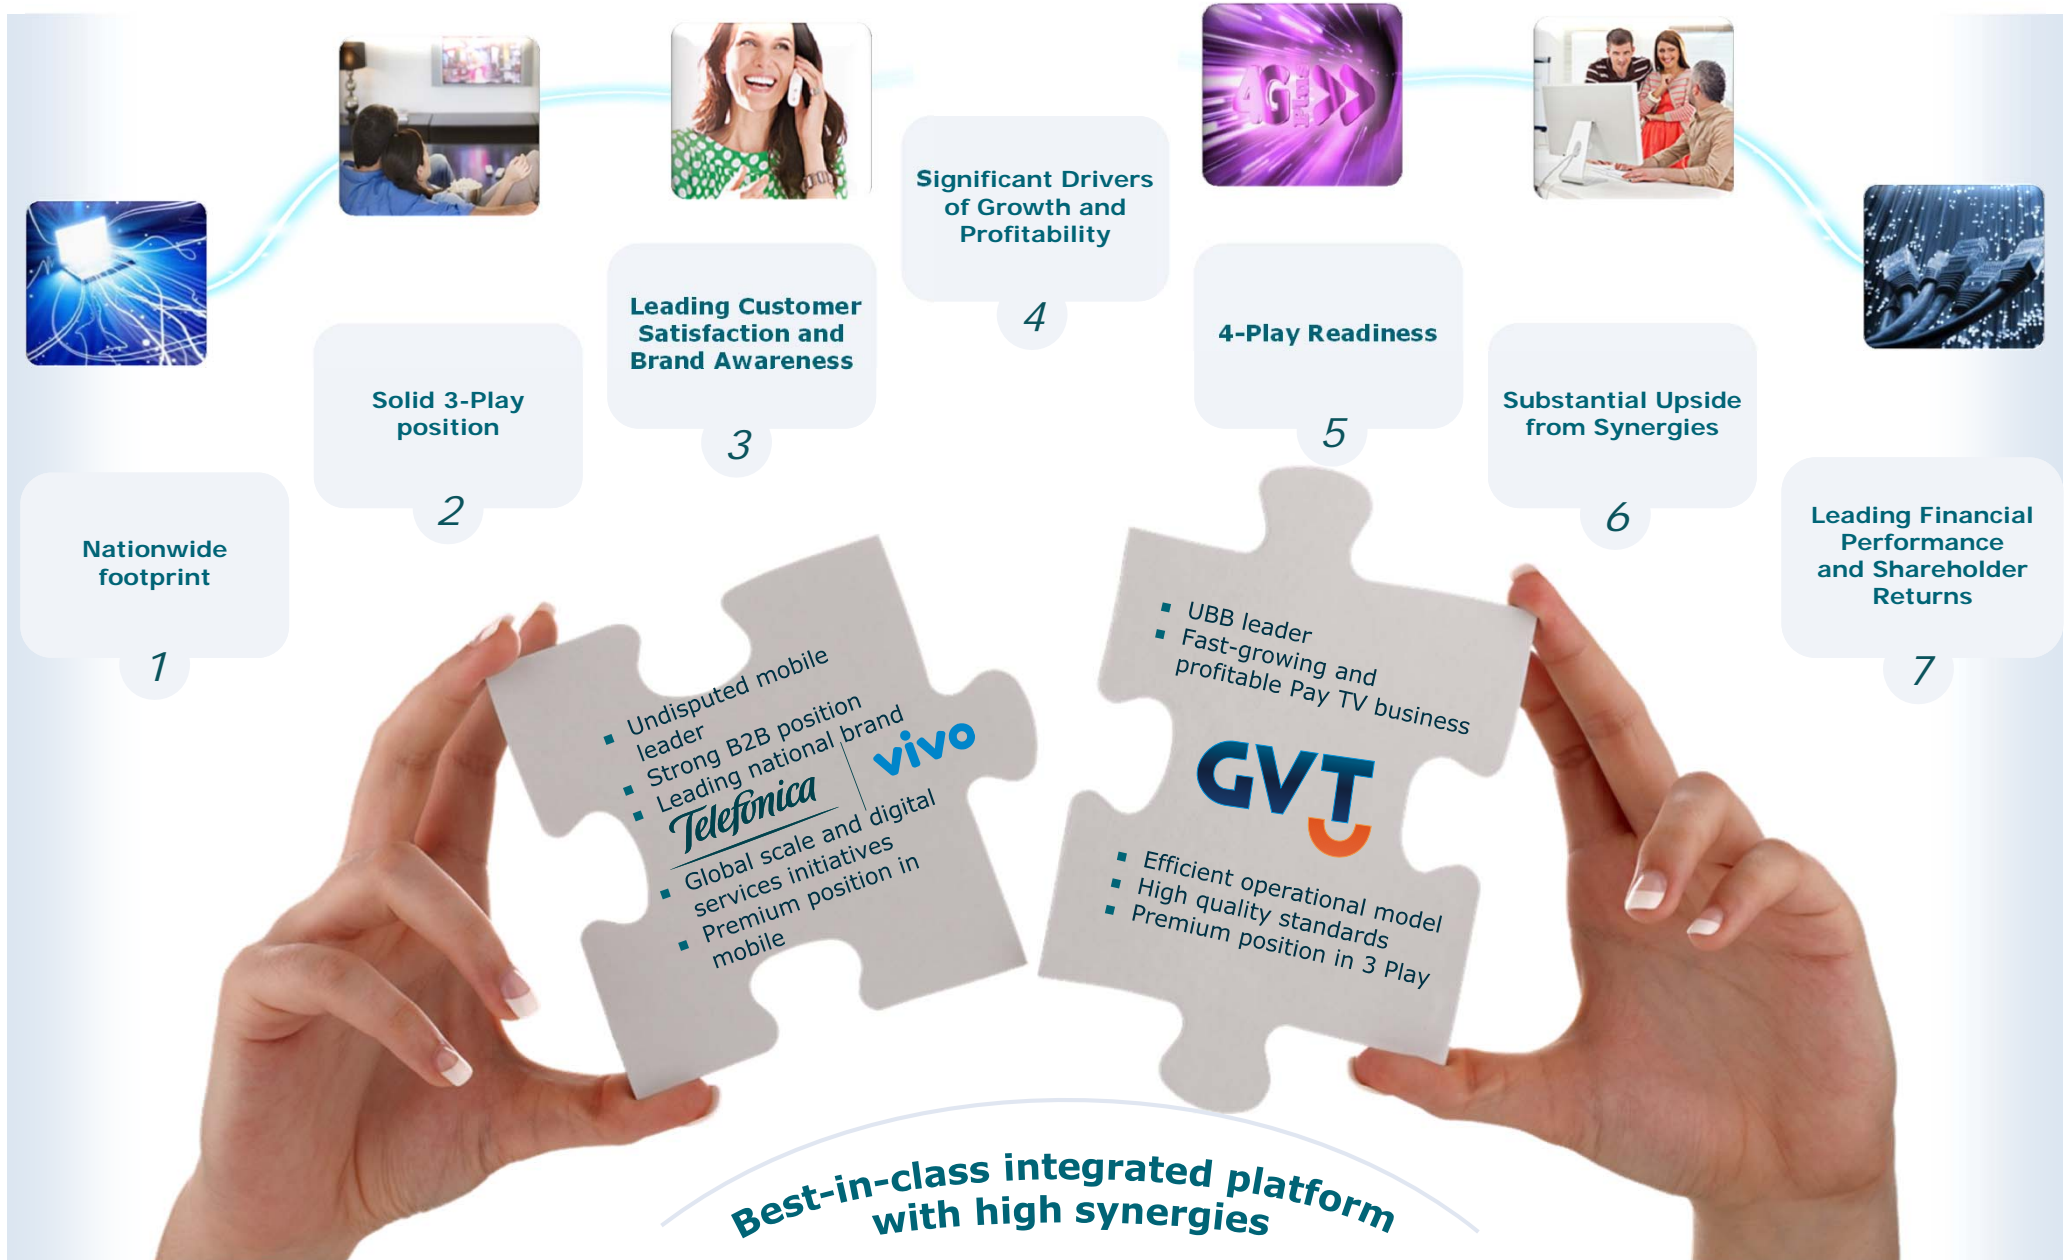 Nationwide
footprint
1
Solid 3-Play
position
2
Leading Customer
Satisfaction and
Brand Awareness
3
Significant Drivers
of Growth and
Profitability
4
4G
4-Play Readiness
5
Substantial Upside
from Synergies
6
Leading Financial
Performance
and Shareholder
Returns
7
▪ Undisputed mobile
leader
▪ Strong B2B position
▪ Leading national brand
Telefónica
vivo
▪ Global scale and digital
services initiatives
▪ Premium position in
mobile
▪ UBB leader
▪ Fast-growing and
profitable Pay TV business
GVT
▪ Efficient operational model
▪ High quality standards
▪ Premium position in 3 Play
Best-in-class integrated platform
with high synergies